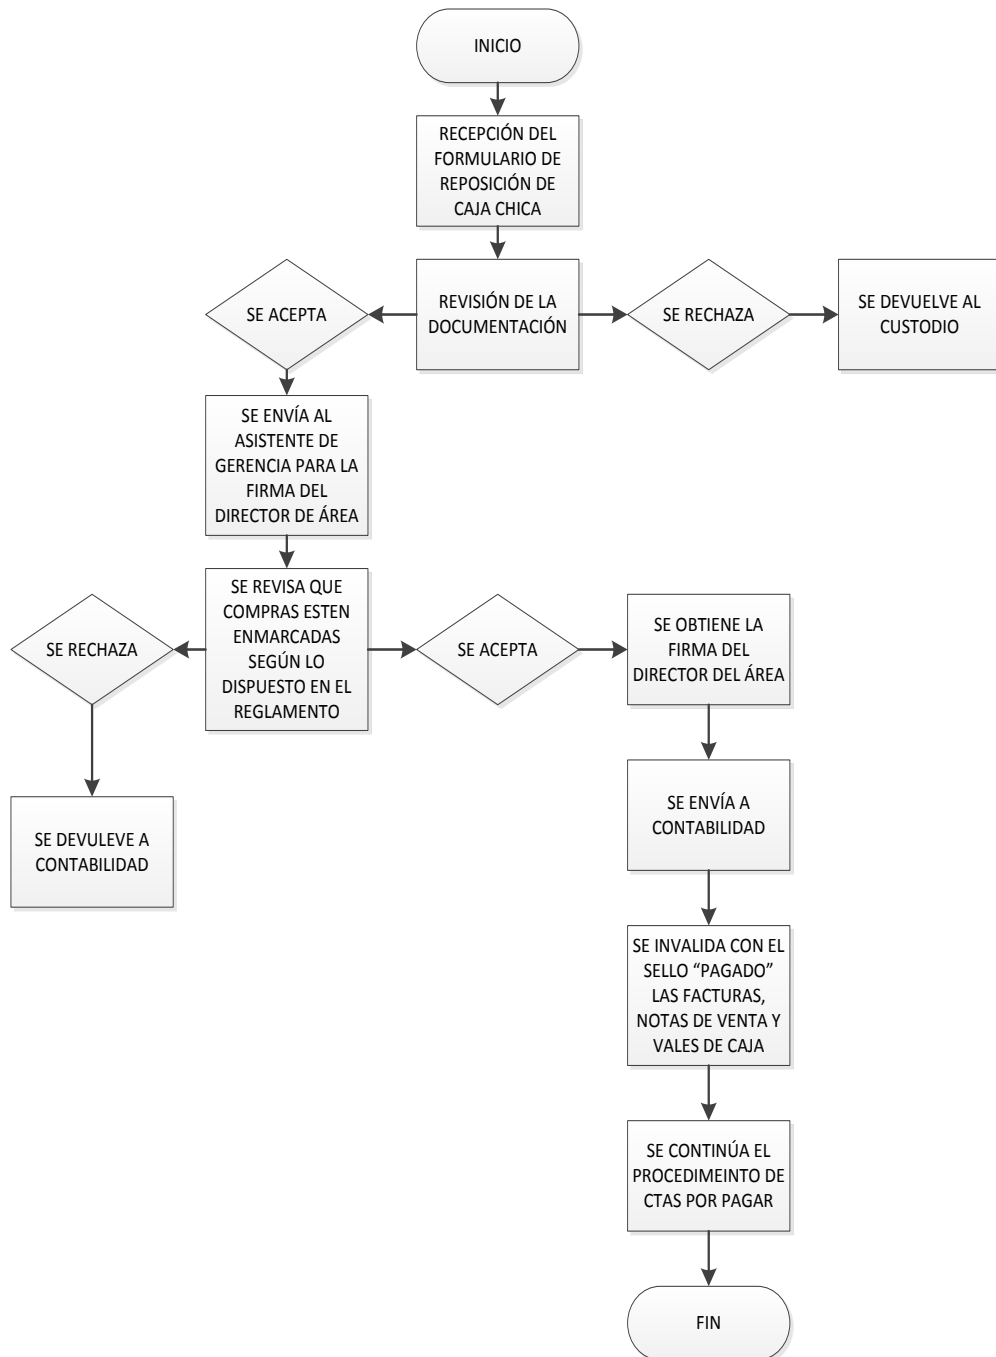 INICIO
RECEPCIÓN DEL
FORMULARIO DE
REPOSICIÓN DE
CAJA CHICA
SE ACEPTA
REVISIÓN DE LA
DOCUMENTACIÓN
SE RECHAZA
SE DEVUELVE AL
CUSTODIO
SE ENVÍA AL
ASISTENTE DE
GERENCIA PARA LA
FIRMA DEL
DIRECTOR DE ÁREA
SE RECHAZA
SE REVISA QUE
COMPRAS ESTEN
ENMARCADAS
SEGÚN LO
DISPUESTO EN EL
REGLAMENTO
SE ACEPTA
SE OBTIENE LA
FIRMA DEL
DIRECTOR DEL ÁREA
SE DEVULEVE A
CONTABILIDAD
SE ENVÍA A
CONTABILIDAD
SE INVALIDA CON EL
SELLO “PAGADO”
LAS FACTURAS,
NOTAS DE VENTA Y
VALES DE CAJA
SE CONTINÚA EL
PROCEDIMEINTO DE
CTAS POR PAGAR
FIN